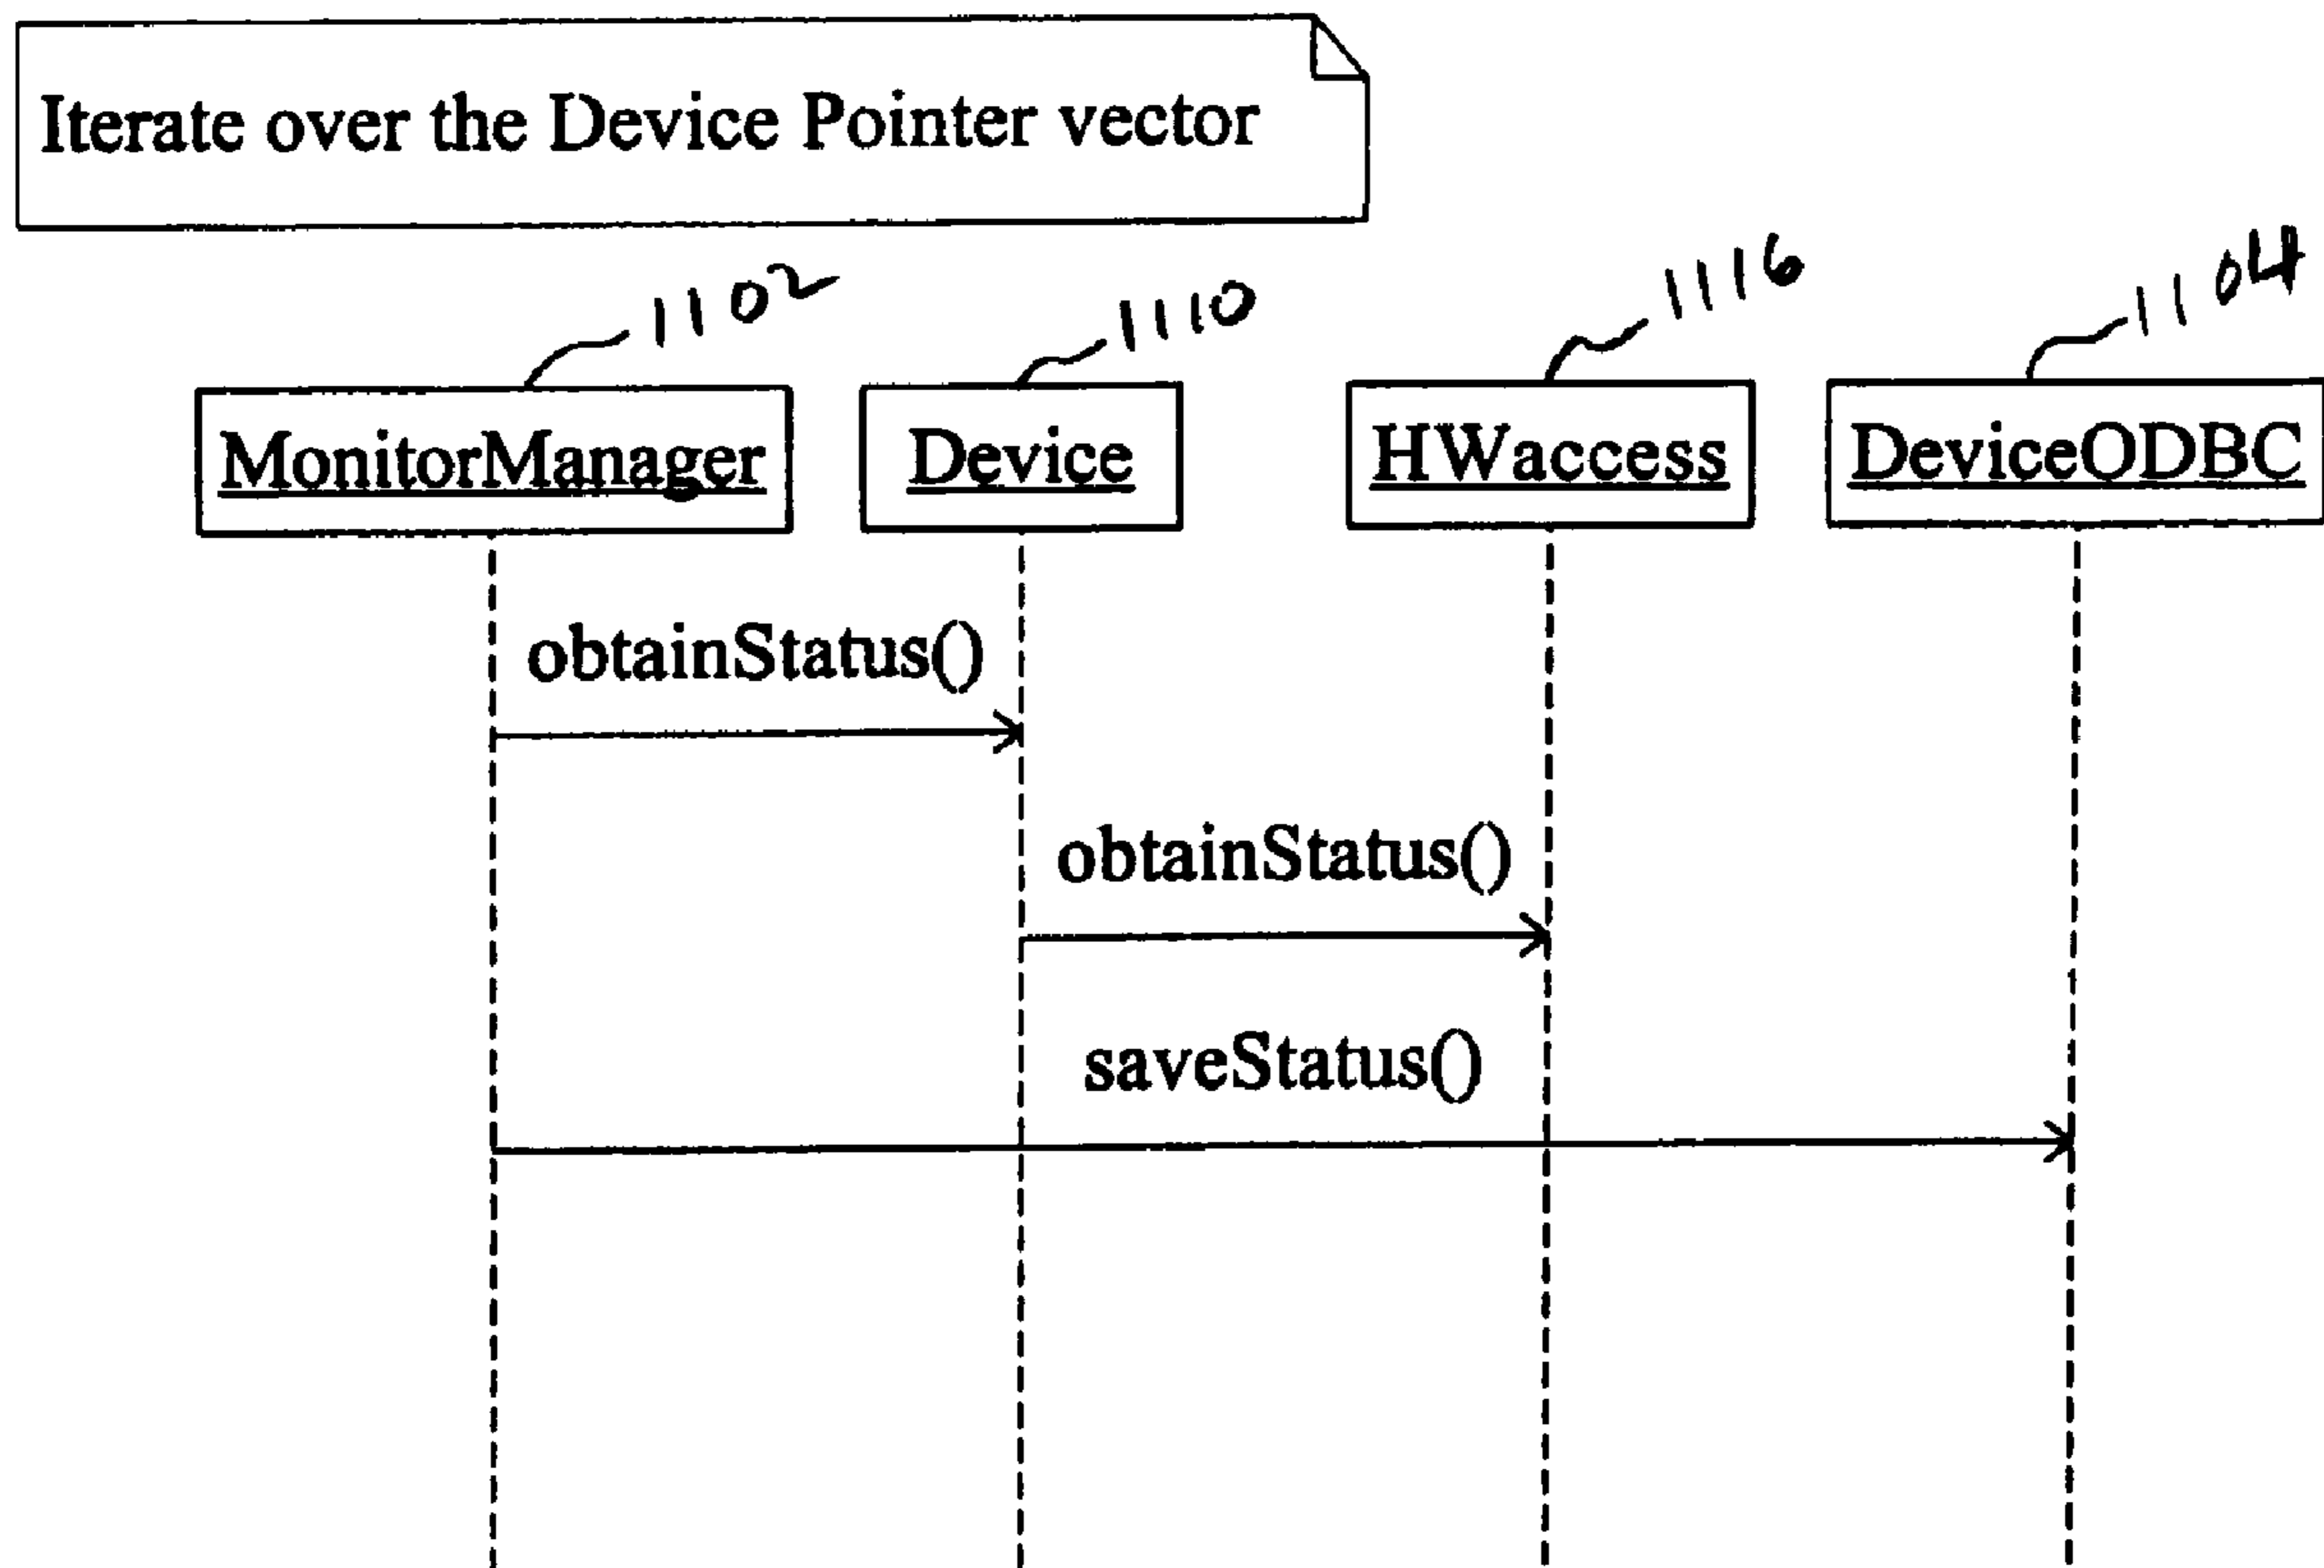 Iterate over the Device Pointer vector
1102
1110
1116
1104
MonitorManager
Device
HWaccess
DeviceODBC
obtainStatus()
obtainStatus()
saveStatus()